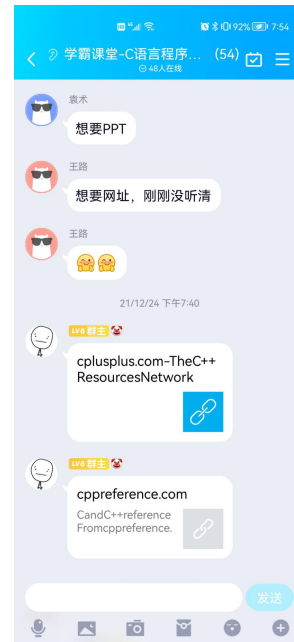 92% 7:54
学霸课堂-C语言程序... (54)
48人在线
袁术
想要PPT
王路
想要网址，刚刚没听清
王路
21/12/24 下午7:40
LV6 群主
cplusplus.com-TheC++
ResourcesNetwork
LV6 群主
cppreference.com
CandC++reference
Fromcppreference.
发送